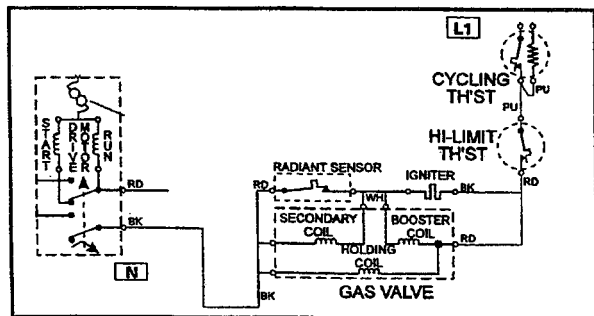 L1
CYCLING
TH'ST
PU
PU
HI-LIMIT
TH'ST
RD
START
DRIVE
MOTOR
RUN
RD
BK
N
RADIANT SENSOR
RD
WH
IGNITER
BK
SECONDARY
COIL
BOOSTER
COIL
HOLDING
COIL
RD
BK
GAS VALVE